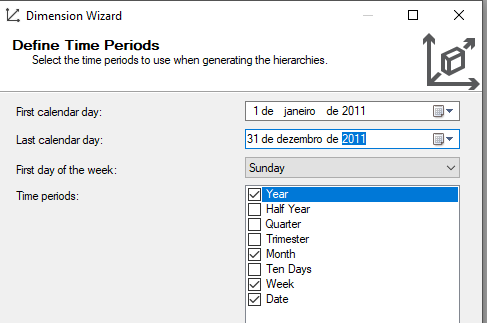 Dimension Wizard
Define Time Periods
Select the time periods to use when generating the hierarchies.
First calendar day: 1 de janeiro de 2011
Last calendar day: 31 de dezembro de 2011
First day of the week: Sunday
Time periods:
Year
Half Year
Quarter
Trimester
Month
Ten Days
Week
Date